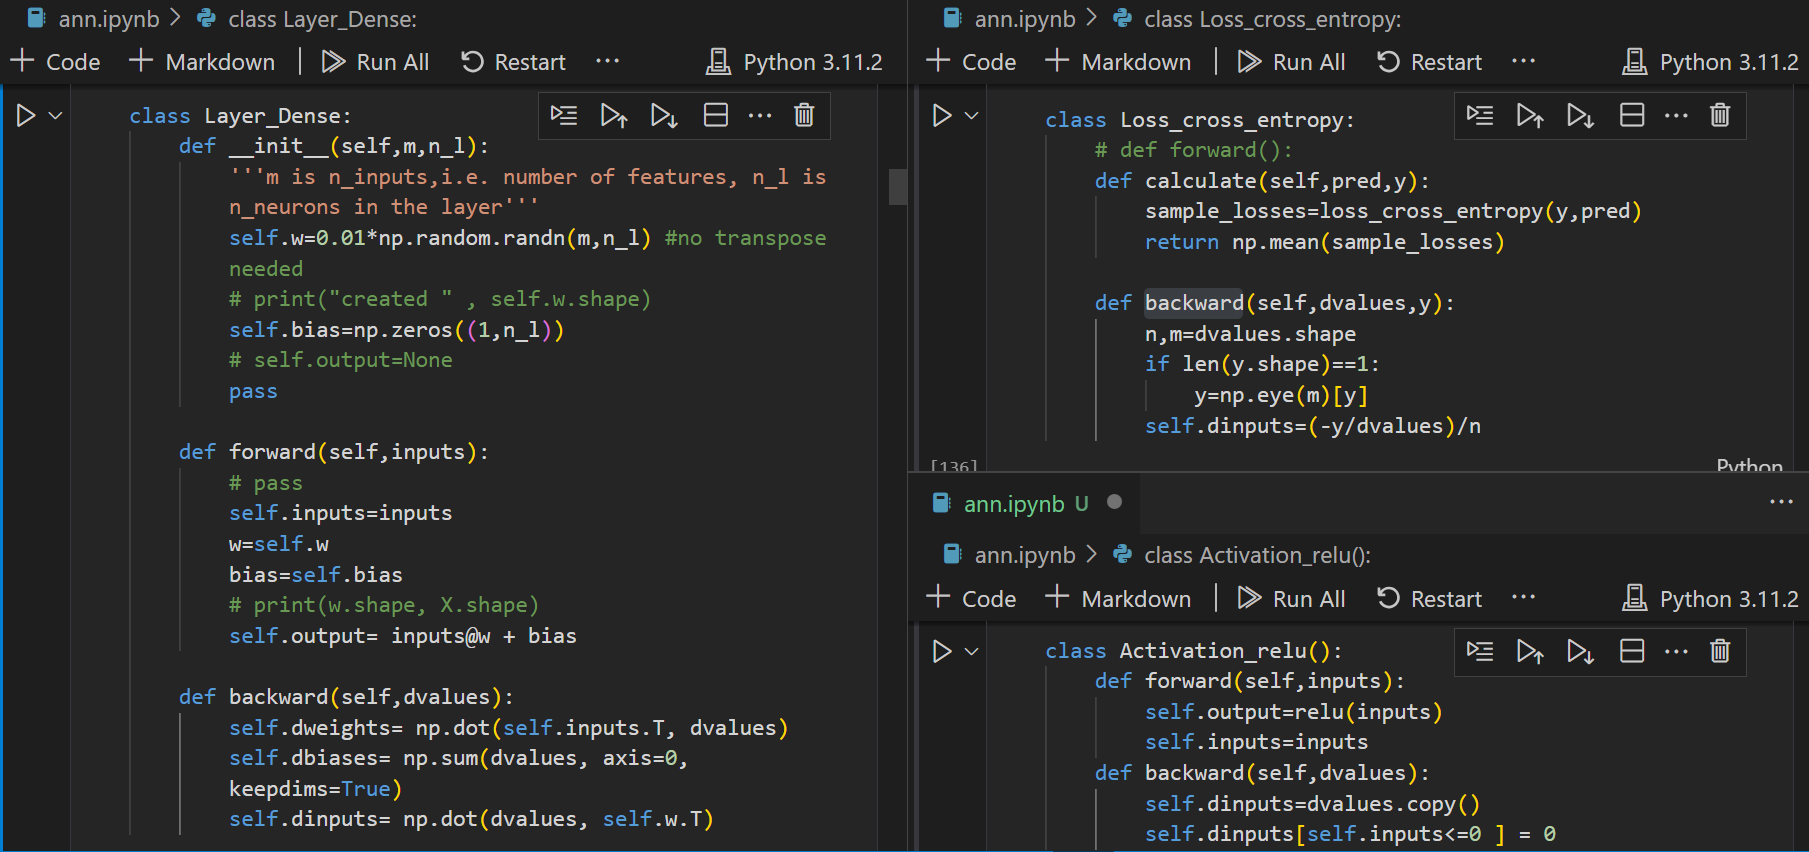 ann.ipynb > class Layer_Dense:
+ Code + Markdown | Run All Restart ··· Python 3.11.2
class Layer_Dense:
def __init__(self,m,n_l):
'''m is n_inputs,i.e. number of features, n_l is
n_neurons in the layer'''
self.w=0.01*np.random.randn(m,n_l) #no transpose
needed
# print("created " , self.w.shape)
self.bias=np.zeros((1,n_l))
# self.output=None
pass
def forward(self,inputs):
# pass
self.inputs=inputs
w=self.w
bias=self.bias
# print(w.shape, X.shape)
self.output= inputs@w + bias
def backward(self,dvalues):
self.dweights= np.dot(self.inputs.T, dvalues)
self.dbiases= np.sum(dvalues, axis=0,
keepdims=True)
self.dinputs= np.dot(dvalues, self.w.T)
ann.ipynb > class Loss_cross_entropy:
+ Code + Markdown | Run All Restart ··· Python 3.11.2
class Loss_cross_entropy:
# def forward():
def calculate(self,pred,y):
sample_losses=loss_cross_entropy(y,pred)
return np.mean(sample_losses)
def backward(self,dvalues,y):
n,m=dvalues.shape
if len(y.shape)==1:
y=np.eye(m)[y]
self.dinputs=(-y/dvalues)/n
[136] Python
ann.ipynb U ···
ann.ipynb > class Activation_relu():
+ Code + Markdown | Run All Restart ··· Python 3.11.2
class Activation_relu():
def forward(self,inputs):
self.output=relu(inputs)
self.inputs=inputs
def backward(self,dvalues):
self.dinputs=dvalues.copy()
self.dinputs[self.inputs<=0 ] = 0